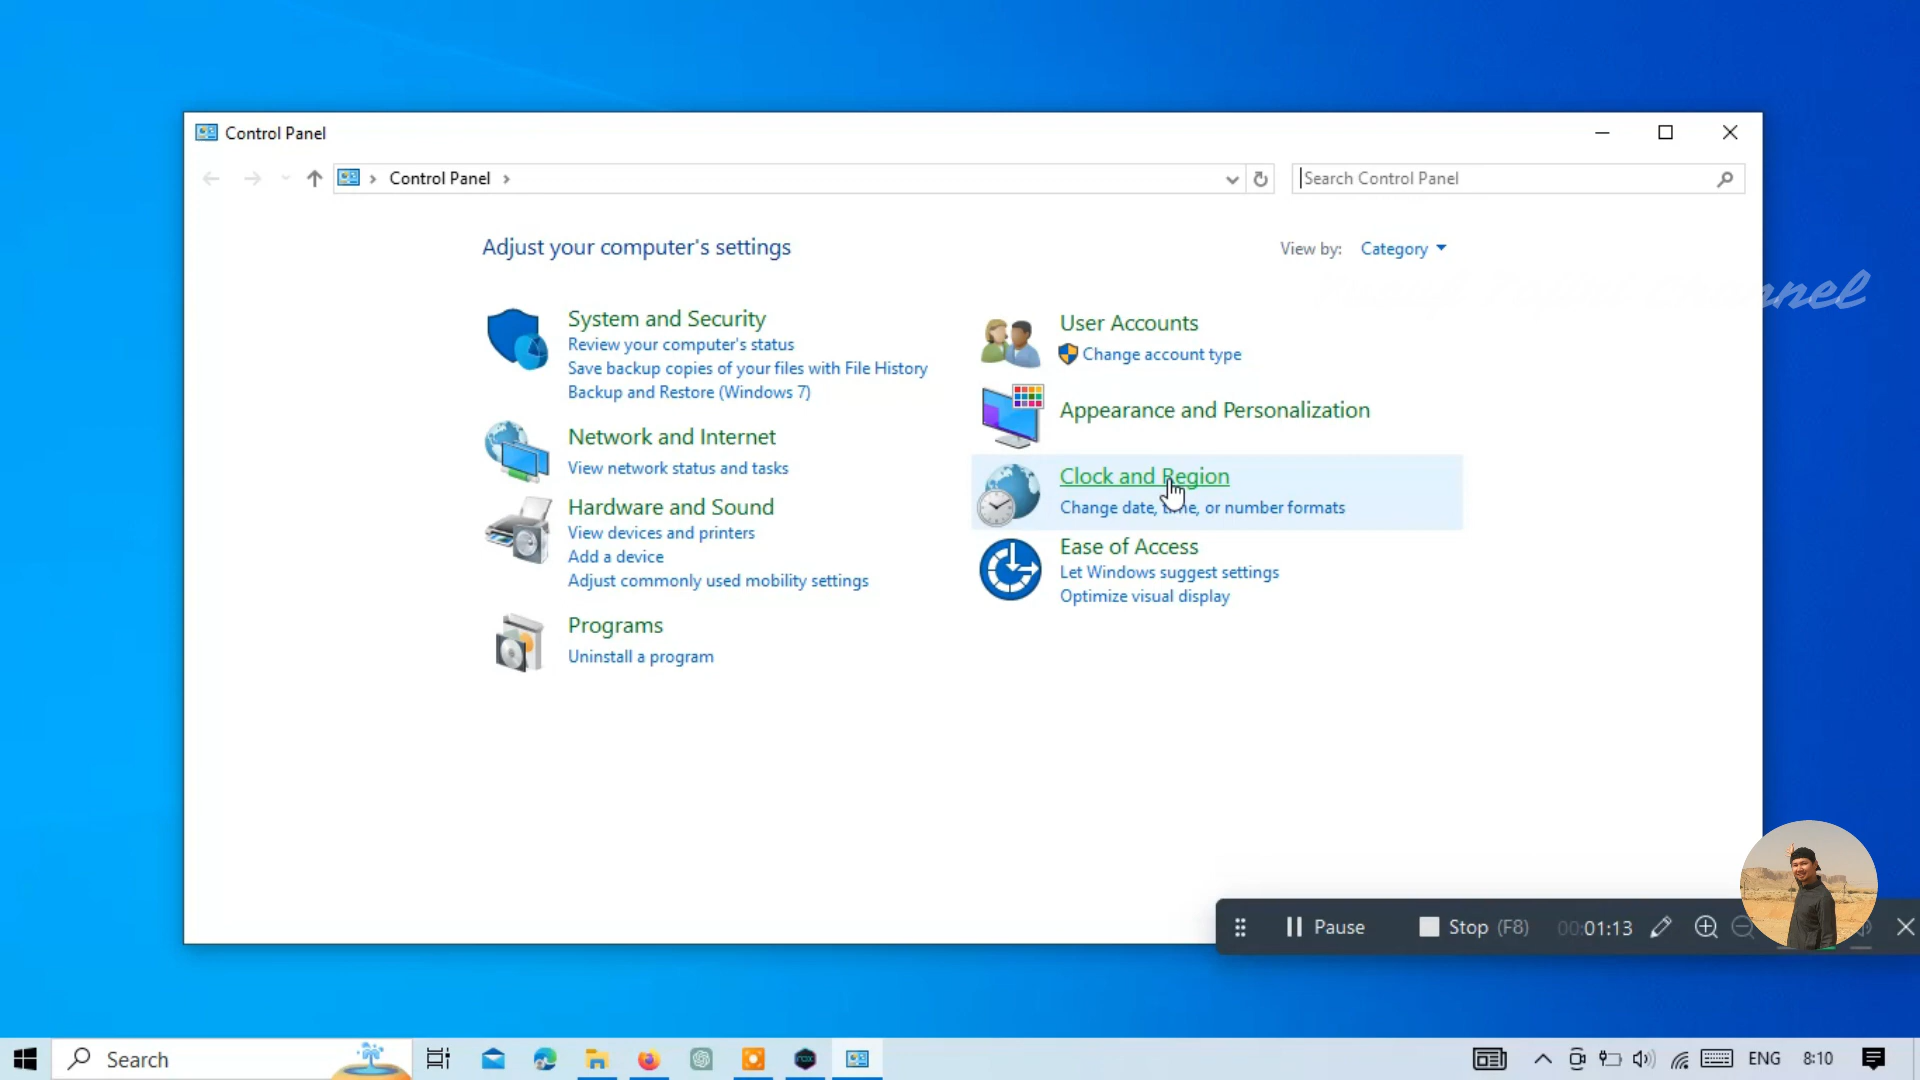 Control Panel
Control Panel
Search Control Panel
Adjust your computer's settings
View by: Category
Channel
System and Security
Review your computer's status
Save backup copies of your files with File History
Backup and Restore (Windows 7)
Network and Internet
View network status and tasks
Hardware and Sound
View devices and printers
Add a device
Adjust commonly used mobility settings
Programs
Uninstall a program
User Accounts
Change account type
Appearance and Personalization
Clock and Region
Change date, time, or number formats
Ease of Access
Let Windows suggest settings
Optimize visual display
Pause Stop (F8) 00:01:13
Search
ENG 8:10